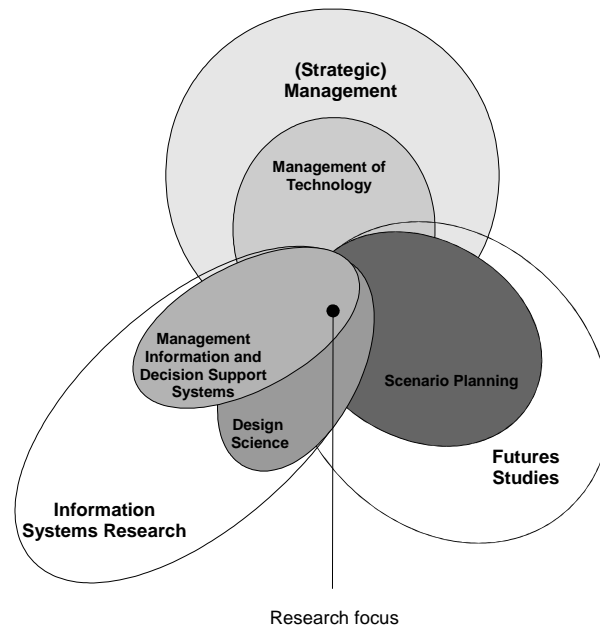 (Strategic)
Management
Management of
Technology
Management
Information and
Decision Support
Systems
Scenario Planning
Design
Science
Futures
Studies
Information
Systems Research
Research focus